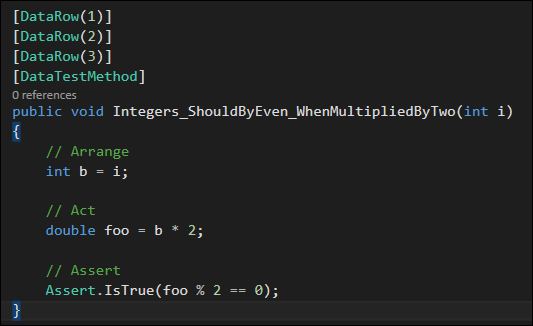 [DataRow(1)]
[DataRow(2)]
[DataRow(3)]
[DataTestMethod]
0 references
public void Integers_ShouldByEven_WhenMultipliedByTwo(int i)
{
    // Arrange
    int b = i;

    // Act
    double foo = b * 2;

    // Assert
    Assert.IsTrue(foo % 2 == 0);
}